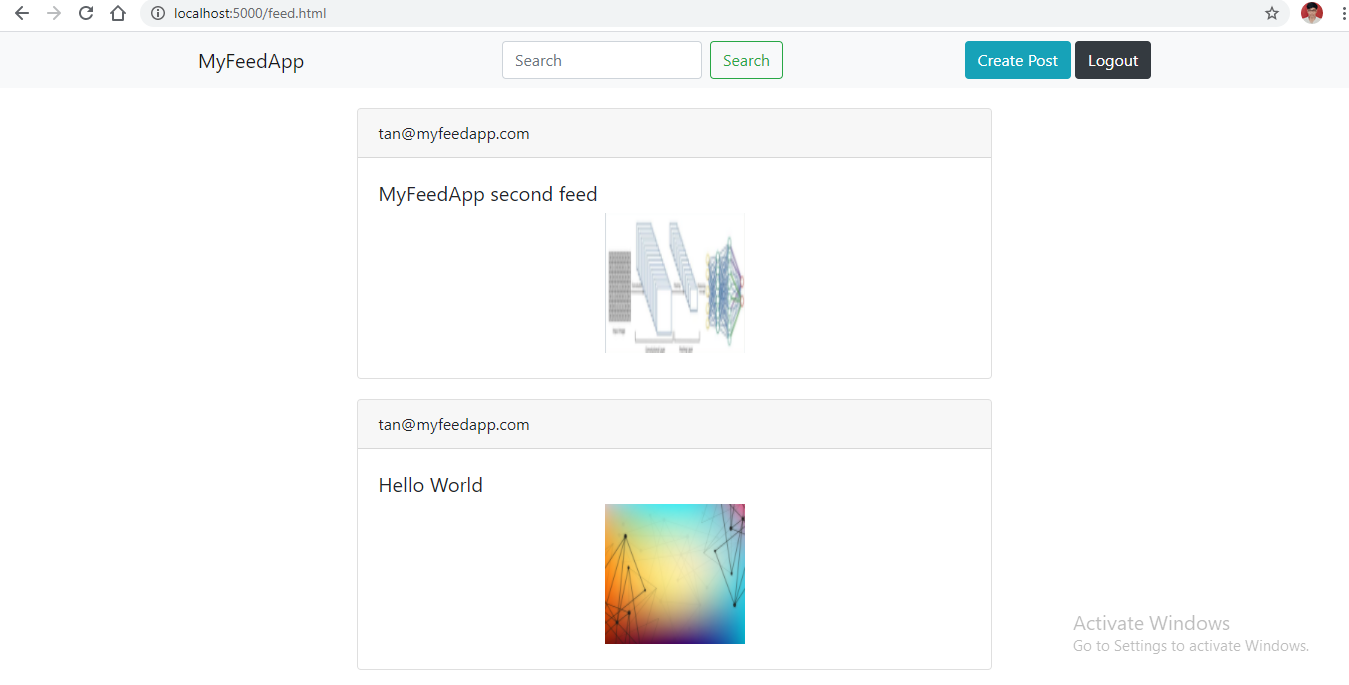 localhost:5000/feed.html
MyFeedApp
Search
Search
Create Post
Logout
tan@myfeedapp.com
MyFeedApp second feed
tan@myfeedapp.com
Hello World
Activate Windows
Go to Settings to activate Windows.